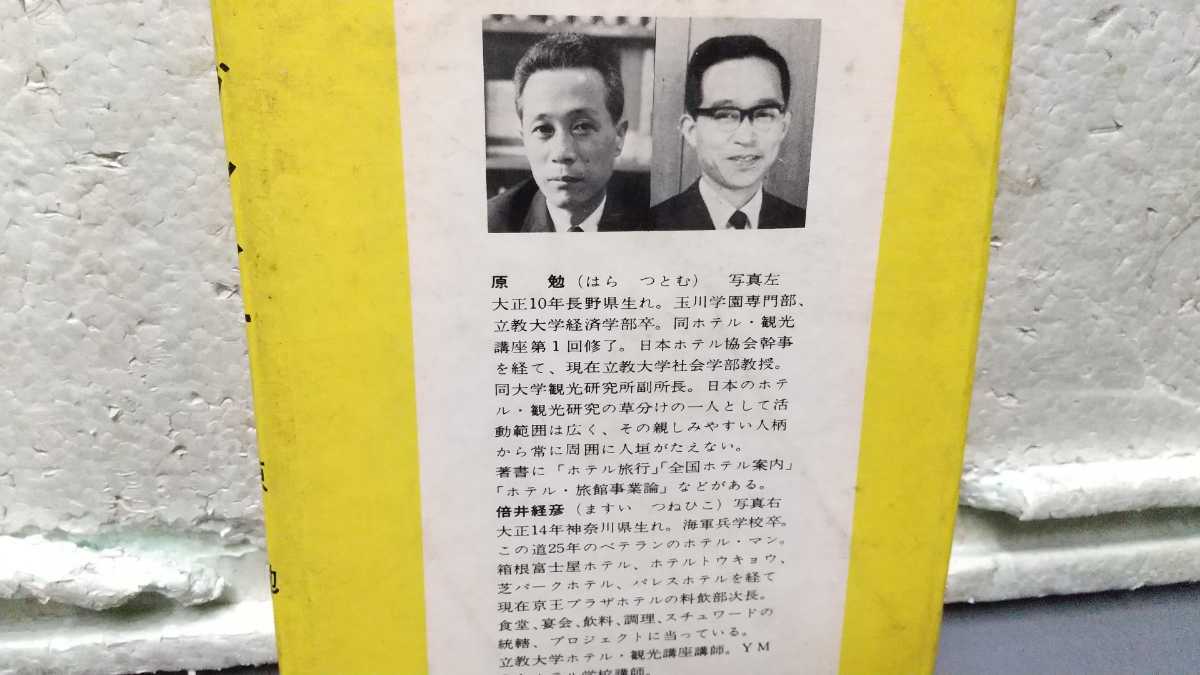 原　勉（はら　つとむ）　写真左
大正10年長野県生れ。玉川学園専門部、
立教大学経済学部卒。同ホテル・観光
講座第1回修了。日本ホテル協会幹事
を経て、現在立教大学社会学部教授。
同大学観光研究所副所長。日本のホテ
ル・観光研究の草分けの一人として活
動範囲は広く、その親しみやすい人柄
から常に周囲に人垣がたえない。
著書に「ホテル旅行」「全国ホテル案内」
「ホテル・旅館事業論」などがある。
倍井経彦（ますい　つねひこ）写真右
大正14年神奈川県生れ。海軍兵学校卒。
この道25年のベテランのホテル・マン。
箱根富士屋ホテル、ホテルトウキョウ、
芝パークホテル、パレスホテルを経て
現在京王プラザホテルの料飲部次長。
食堂、宴会、飲料、調理、スチュワードの
統轄、プロジェクトに当っている。
立教大学ホテル・観光講座講師。YM
ホテル学校講師。